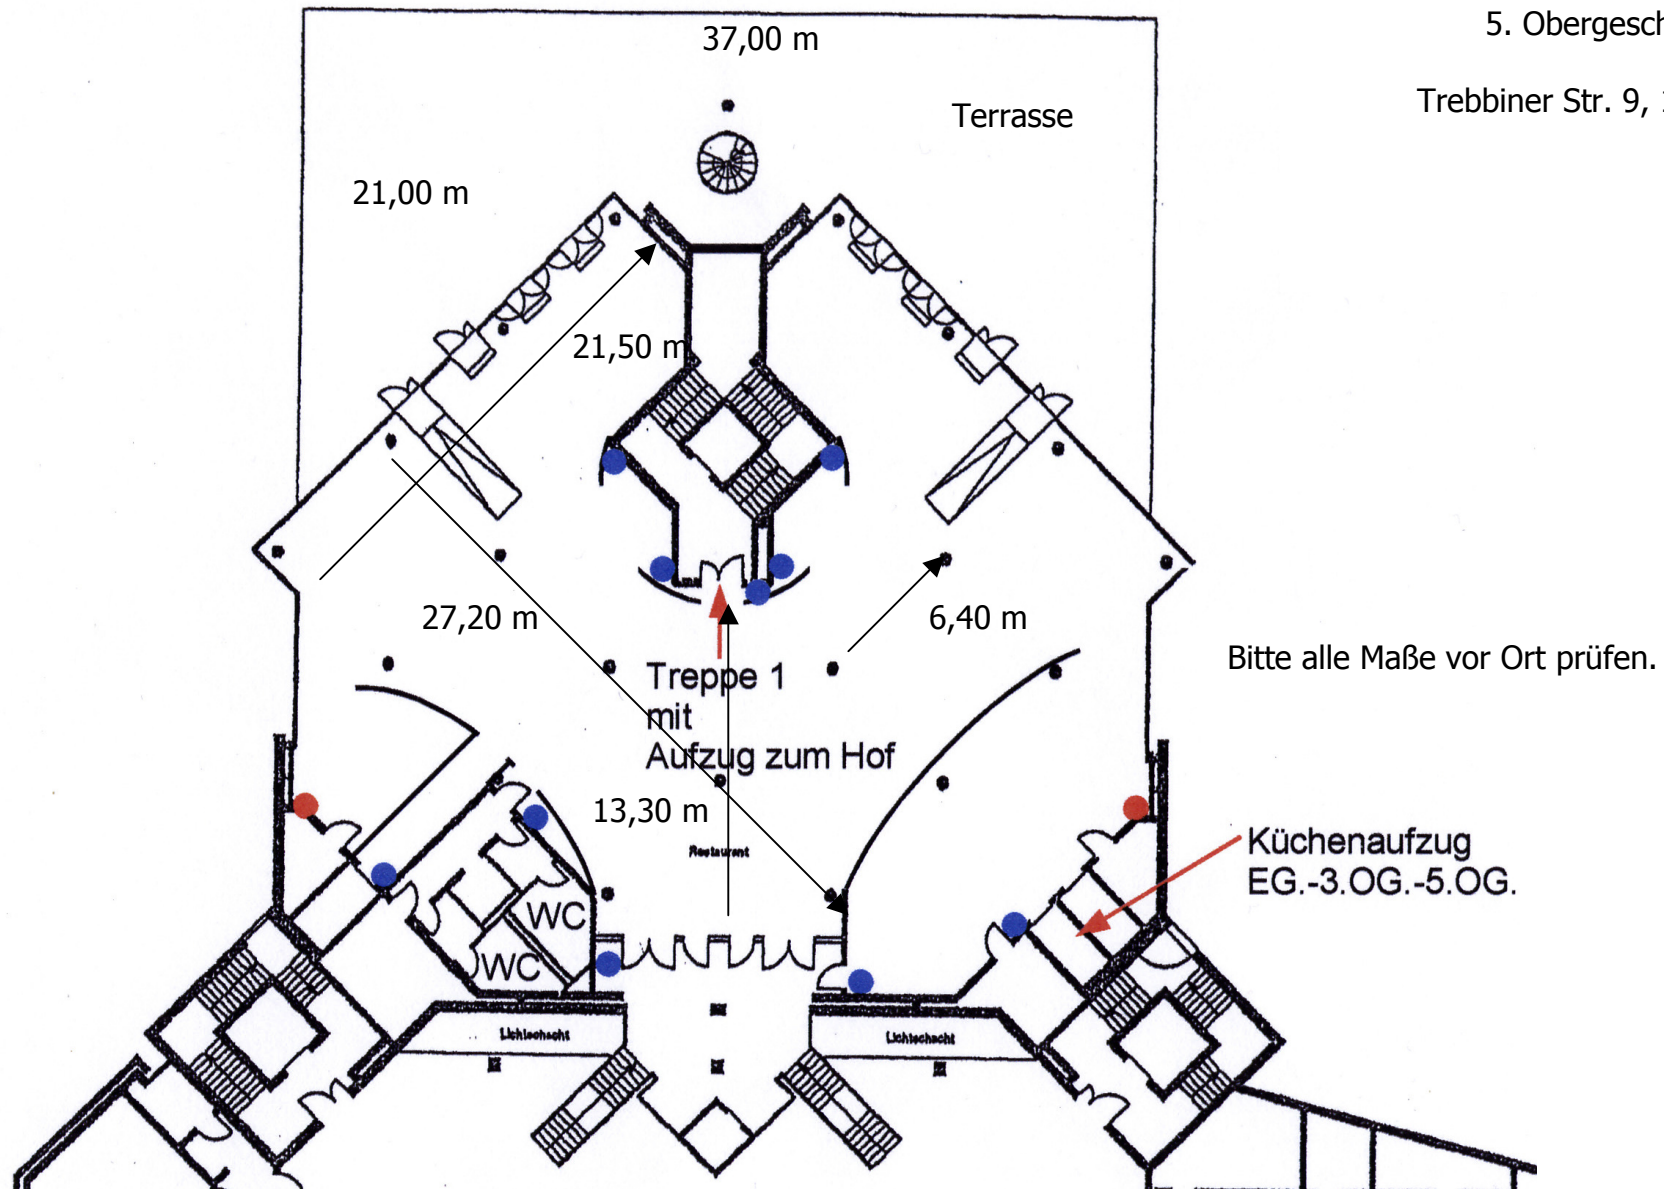 5. Obergesch
37,00 m
Trebbiner Str. 9, 
Terrasse
21,00 m
21,50 m
27,20 m
6,40 m
Bitte alle Maße vor Ort prüfen.
Treppe 1
mit
Aufzug zum Hof
13,30 m
Restaurant
Küchenaufzug
EG.-3.OG.-5.OG.
WC
WC
Lichtschacht
Lichtschacht